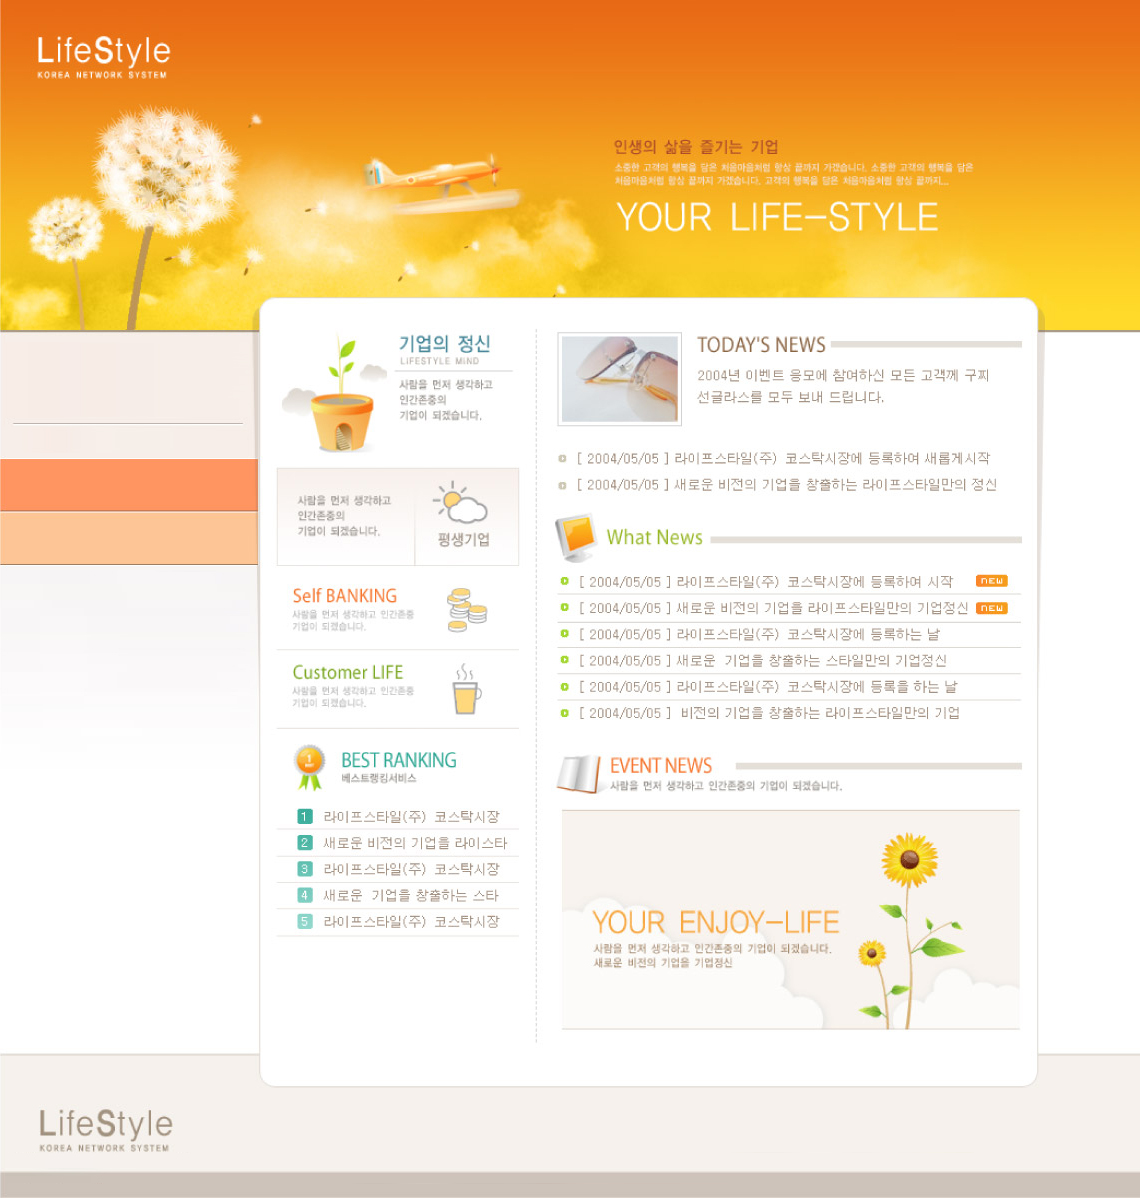 LifeStyle
KOREA NETWORK SYSTEM
인생의 삶을 즐기는 기업
소중한 고객의 행복을 담은 처음마음처럼 항상 끝까지 가겠습니다. 소중한 고객의 행복을 담은
처음마음처럼 항상 끝까지 가겠습니다. 고객의 행복을 담은 처음마음처럼 항상 끝까지...
YOUR LIFE-STYLE
기업의 정신
LIFESTYLE MIND
사람을 먼저 생각하고
인간존중의
기업이 되겠습니다.
사람을 먼저 생각하고
인간존중의
기업이 되겠습니다.
평생기업
Self BANKING
사람을 먼저 생각하고 인간존중
기업이 되겠습니다.
Customer LIFE
사람을 먼저 생각하고 인간존중
기업이 되겠습니다.
1
BEST RANKING
베스트랭킹서비스
1 라이프스타일(주) 코스탁시장
2 새로운 비전의 기업을 라이스타
3 라이프스타일(주) 코스탁시장
4 새로운 기업을 창출하는 스타
5 라이프스타일(주) 코스탁시장
TODAY'S NEWS
2004년 이벤트 응모에 참여하신 모든 고객께 구찌
선글라스를 모두 보내 드립니다.
[ 2004/05/05 ] 라이프스타일(주) 코스탁시장에 등록하여 새롭게시작
[ 2004/05/05 ] 새로운 비전의 기업을 창출하는 라이프스타일만의 정신
What News
[ 2004/05/05 ] 라이프스타일(주) 코스탁시장에 등록하여 시작 new
[ 2004/05/05 ] 새로운 비전의 기업을 라이프스타일만의 기업정신 new
[ 2004/05/05 ] 라이프스타일(주) 코스탁시장에 등록하는 날
[ 2004/05/05 ] 새로운 기업을 창출하는 스타일만의 기업정신
[ 2004/05/05 ] 라이프스타일(주) 코스탁시장에 등록을 하는 날
[ 2004/05/05 ] 비전의 기업을 창출하는 라이프스타일만의 기업
EVENT NEWS
사람을 먼저 생각하고 인간존중의 기업이 되겠습니다.
YOUR ENJOY-LIFE
사람을 먼저 생각하고 인간존중의 기업이 되겠습니다.
새로운 비전의 기업을 기업정신
LifeStyle
KOREA NETWORK SYSTEM